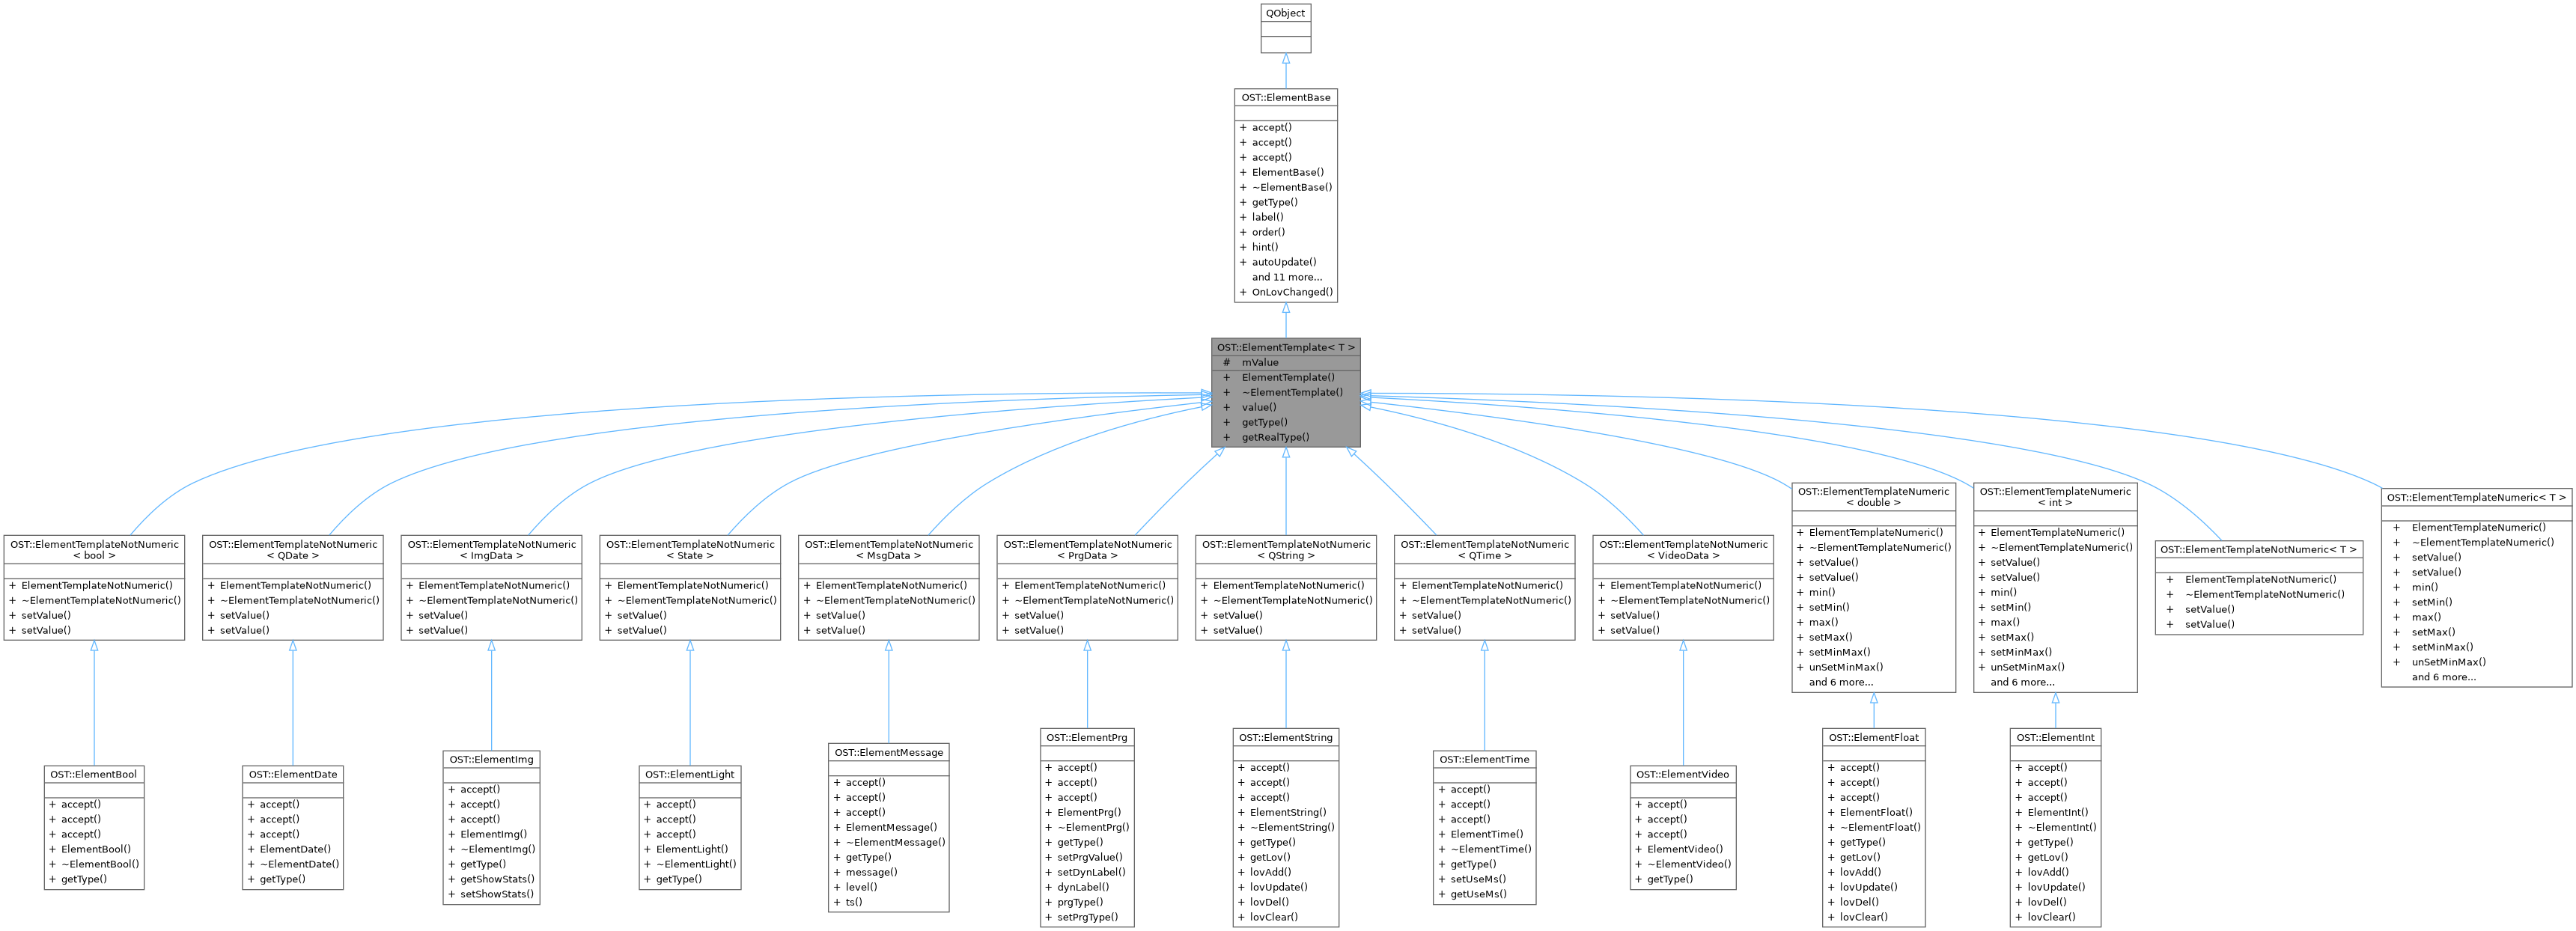 QObject
OST::ElementBase
+ accept()
+ accept()
+ accept()
+ ElementBase()
+ ~ElementBase()
+ getType()
+ label()
+ order()
+ hint()
+ autoUpdate()
and 11 more...
+ OnLovChanged()
OST::ElementTemplate< T >
# mValue
+ ElementTemplate()
+ ~ElementTemplate()
+ value()
+ getType()
+ getRealType()
OST::ElementTemplateNotNumeric
< bool >
+ ElementTemplateNotNumeric()
+ ~ElementTemplateNotNumeric()
+ setValue()
+ setValue()
OST::ElementTemplateNotNumeric
< QDate >
+ ElementTemplateNotNumeric()
+ ~ElementTemplateNotNumeric()
+ setValue()
+ setValue()
OST::ElementTemplateNotNumeric
< ImgData >
+ ElementTemplateNotNumeric()
+ ~ElementTemplateNotNumeric()
+ setValue()
+ setValue()
OST::ElementTemplateNotNumeric
< State >
+ ElementTemplateNotNumeric()
+ ~ElementTemplateNotNumeric()
+ setValue()
+ setValue()
OST::ElementTemplateNotNumeric
< MsgData >
+ ElementTemplateNotNumeric()
+ ~ElementTemplateNotNumeric()
+ setValue()
+ setValue()
OST::ElementTemplateNotNumeric
< PrgData >
+ ElementTemplateNotNumeric()
+ ~ElementTemplateNotNumeric()
+ setValue()
+ setValue()
OST::ElementTemplateNotNumeric
< QString >
+ ElementTemplateNotNumeric()
+ ~ElementTemplateNotNumeric()
+ setValue()
+ setValue()
OST::ElementTemplateNotNumeric
< QTime >
+ ElementTemplateNotNumeric()
+ ~ElementTemplateNotNumeric()
+ setValue()
+ setValue()
OST::ElementTemplateNotNumeric
< VideoData >
+ ElementTemplateNotNumeric()
+ ~ElementTemplateNotNumeric()
+ setValue()
+ setValue()
OST::ElementTemplateNumeric
< double >
+ ElementTemplateNumeric()
+ ~ElementTemplateNumeric()
+ setValue()
+ setValue()
+ min()
+ setMin()
+ max()
+ setMax()
+ setMinMax()
+ unSetMinMax()
and 6 more...
OST::ElementTemplateNumeric
< int >
+ ElementTemplateNumeric()
+ ~ElementTemplateNumeric()
+ setValue()
+ setValue()
+ min()
+ setMin()
+ max()
+ setMax()
+ setMinMax()
+ unSetMinMax()
and 6 more...
OST::ElementTemplateNotNumeric< T >
+ ElementTemplateNotNumeric()
+ ~ElementTemplateNotNumeric()
+ setValue()
+ setValue()
OST::ElementTemplateNumeric< T >
+ ElementTemplateNumeric()
+ ~ElementTemplateNumeric()
+ setValue()
+ setValue()
+ min()
+ setMin()
+ max()
+ setMax()
+ setMinMax()
+ unSetMinMax()
and 6 more...
OST::ElementBool
+ accept()
+ accept()
+ accept()
+ ElementBool()
+ ~ElementBool()
+ getType()
OST::ElementDate
+ accept()
+ accept()
+ accept()
+ ElementDate()
+ ~ElementDate()
+ getType()
OST::ElementImg
+ accept()
+ accept()
+ accept()
+ ElementImg()
+ ~ElementImg()
+ getType()
+ getShowStats()
+ setShowStats()
OST::ElementLight
+ accept()
+ accept()
+ accept()
+ ElementLight()
+ ~ElementLight()
+ getType()
OST::ElementMessage
+ accept()
+ accept()
+ accept()
+ ElementMessage()
+ ~ElementMessage()
+ getType()
+ message()
+ level()
+ ts()
OST::ElementPrg
+ accept()
+ accept()
+ accept()
+ ElementPrg()
+ ~ElementPrg()
+ getType()
+ setPrgValue()
+ setDynLabel()
+ dynLabel()
+ prgType()
+ setPrgType()
OST::ElementString
+ accept()
+ accept()
+ accept()
+ ElementString()
+ ~ElementString()
+ getType()
+ getLov()
+ lovAdd()
+ lovUpdate()
+ lovDel()
+ lovClear()
OST::ElementTime
+ accept()
+ accept()
+ accept()
+ ElementTime()
+ ~ElementTime()
+ getType()
+ setUseMs()
+ getUseMs()
OST::ElementVideo
+ accept()
+ accept()
+ accept()
+ ElementVideo()
+ ~ElementVideo()
+ getType()
OST::ElementFloat
+ accept()
+ accept()
+ accept()
+ ElementFloat()
+ ~ElementFloat()
+ getType()
+ getLov()
+ lovAdd()
+ lovUpdate()
+ lovDel()
+ lovClear()
OST::ElementInt
+ accept()
+ accept()
+ accept()
+ ElementInt()
+ ~ElementInt()
+ getType()
+ getLov()
+ lovAdd()
+ lovUpdate()
+ lovDel()
+ lovClear()